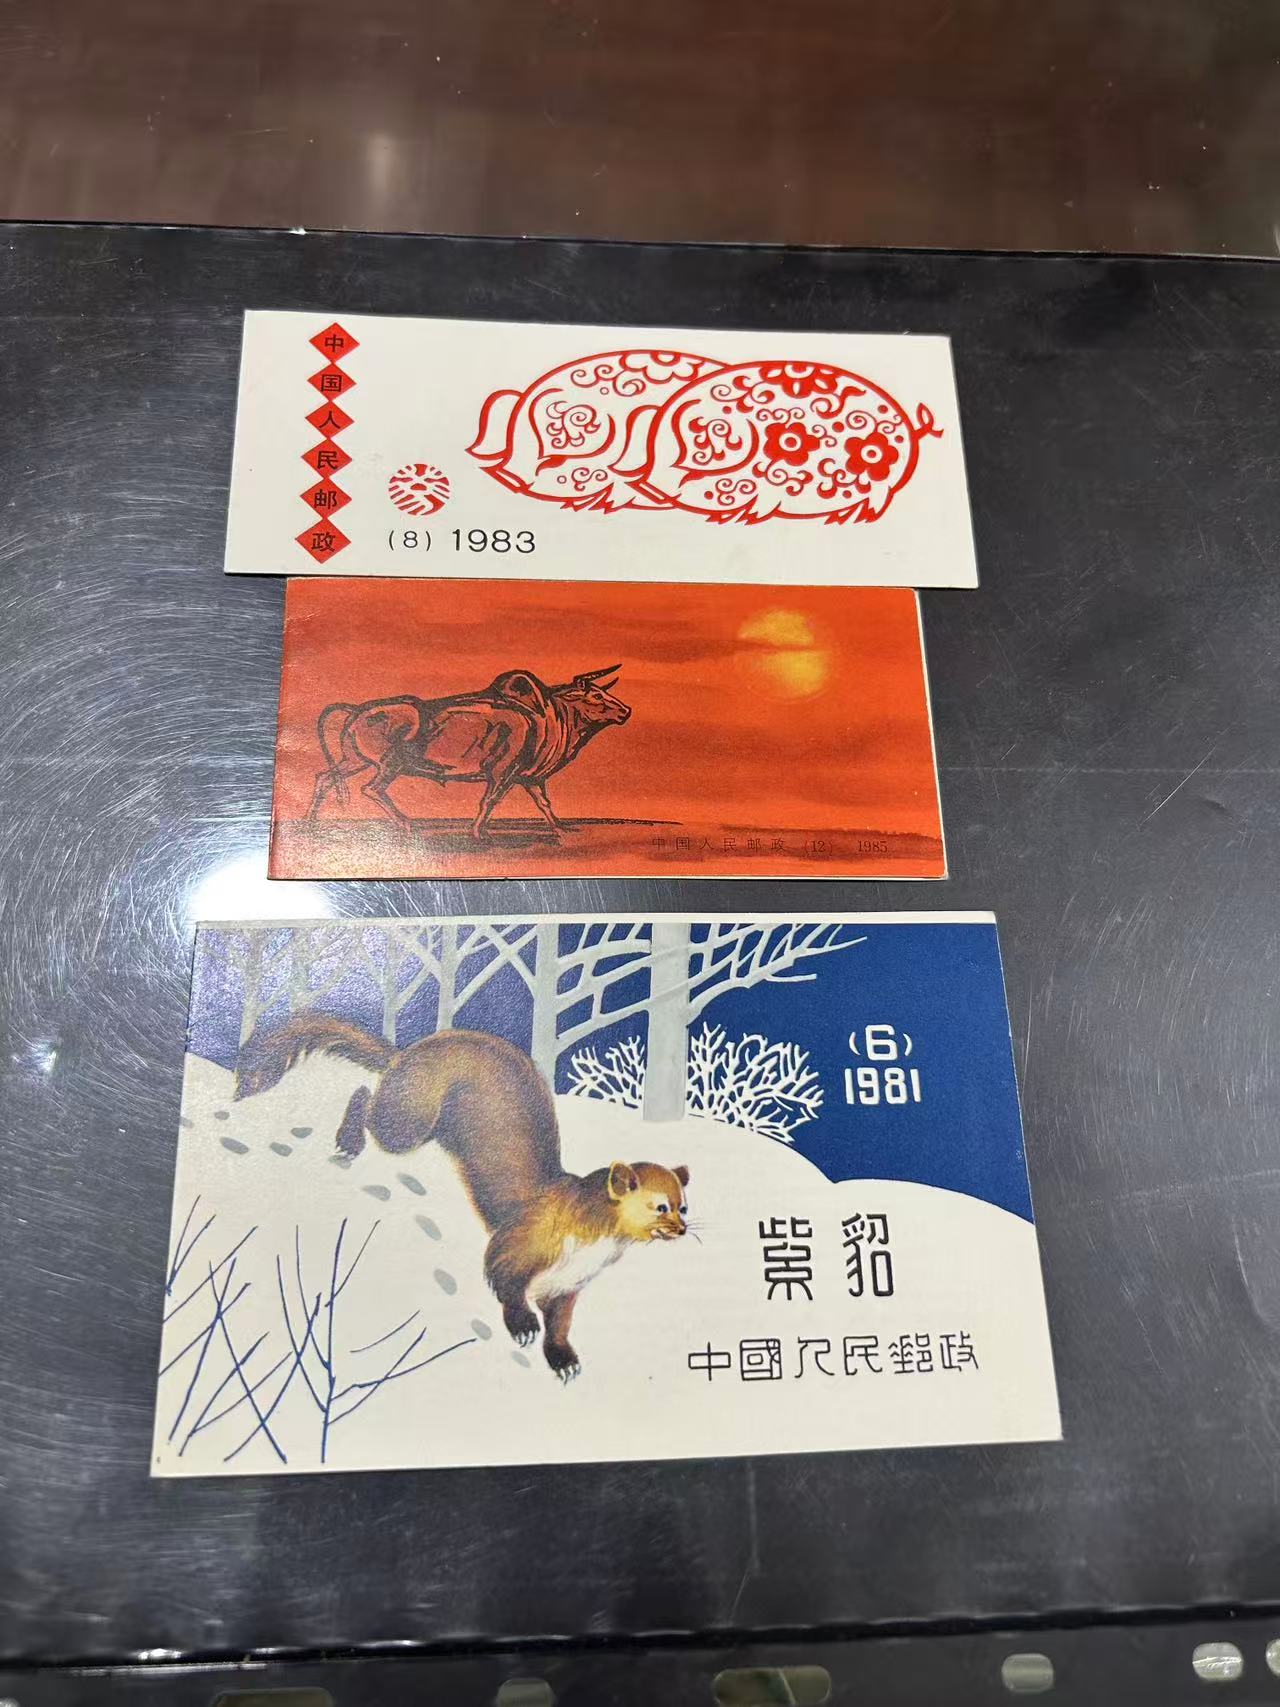 中国人民邮政
(8) 1983
中国人民邮政 (12) 1985
(6)
1981
紫貂
中國人民郵政